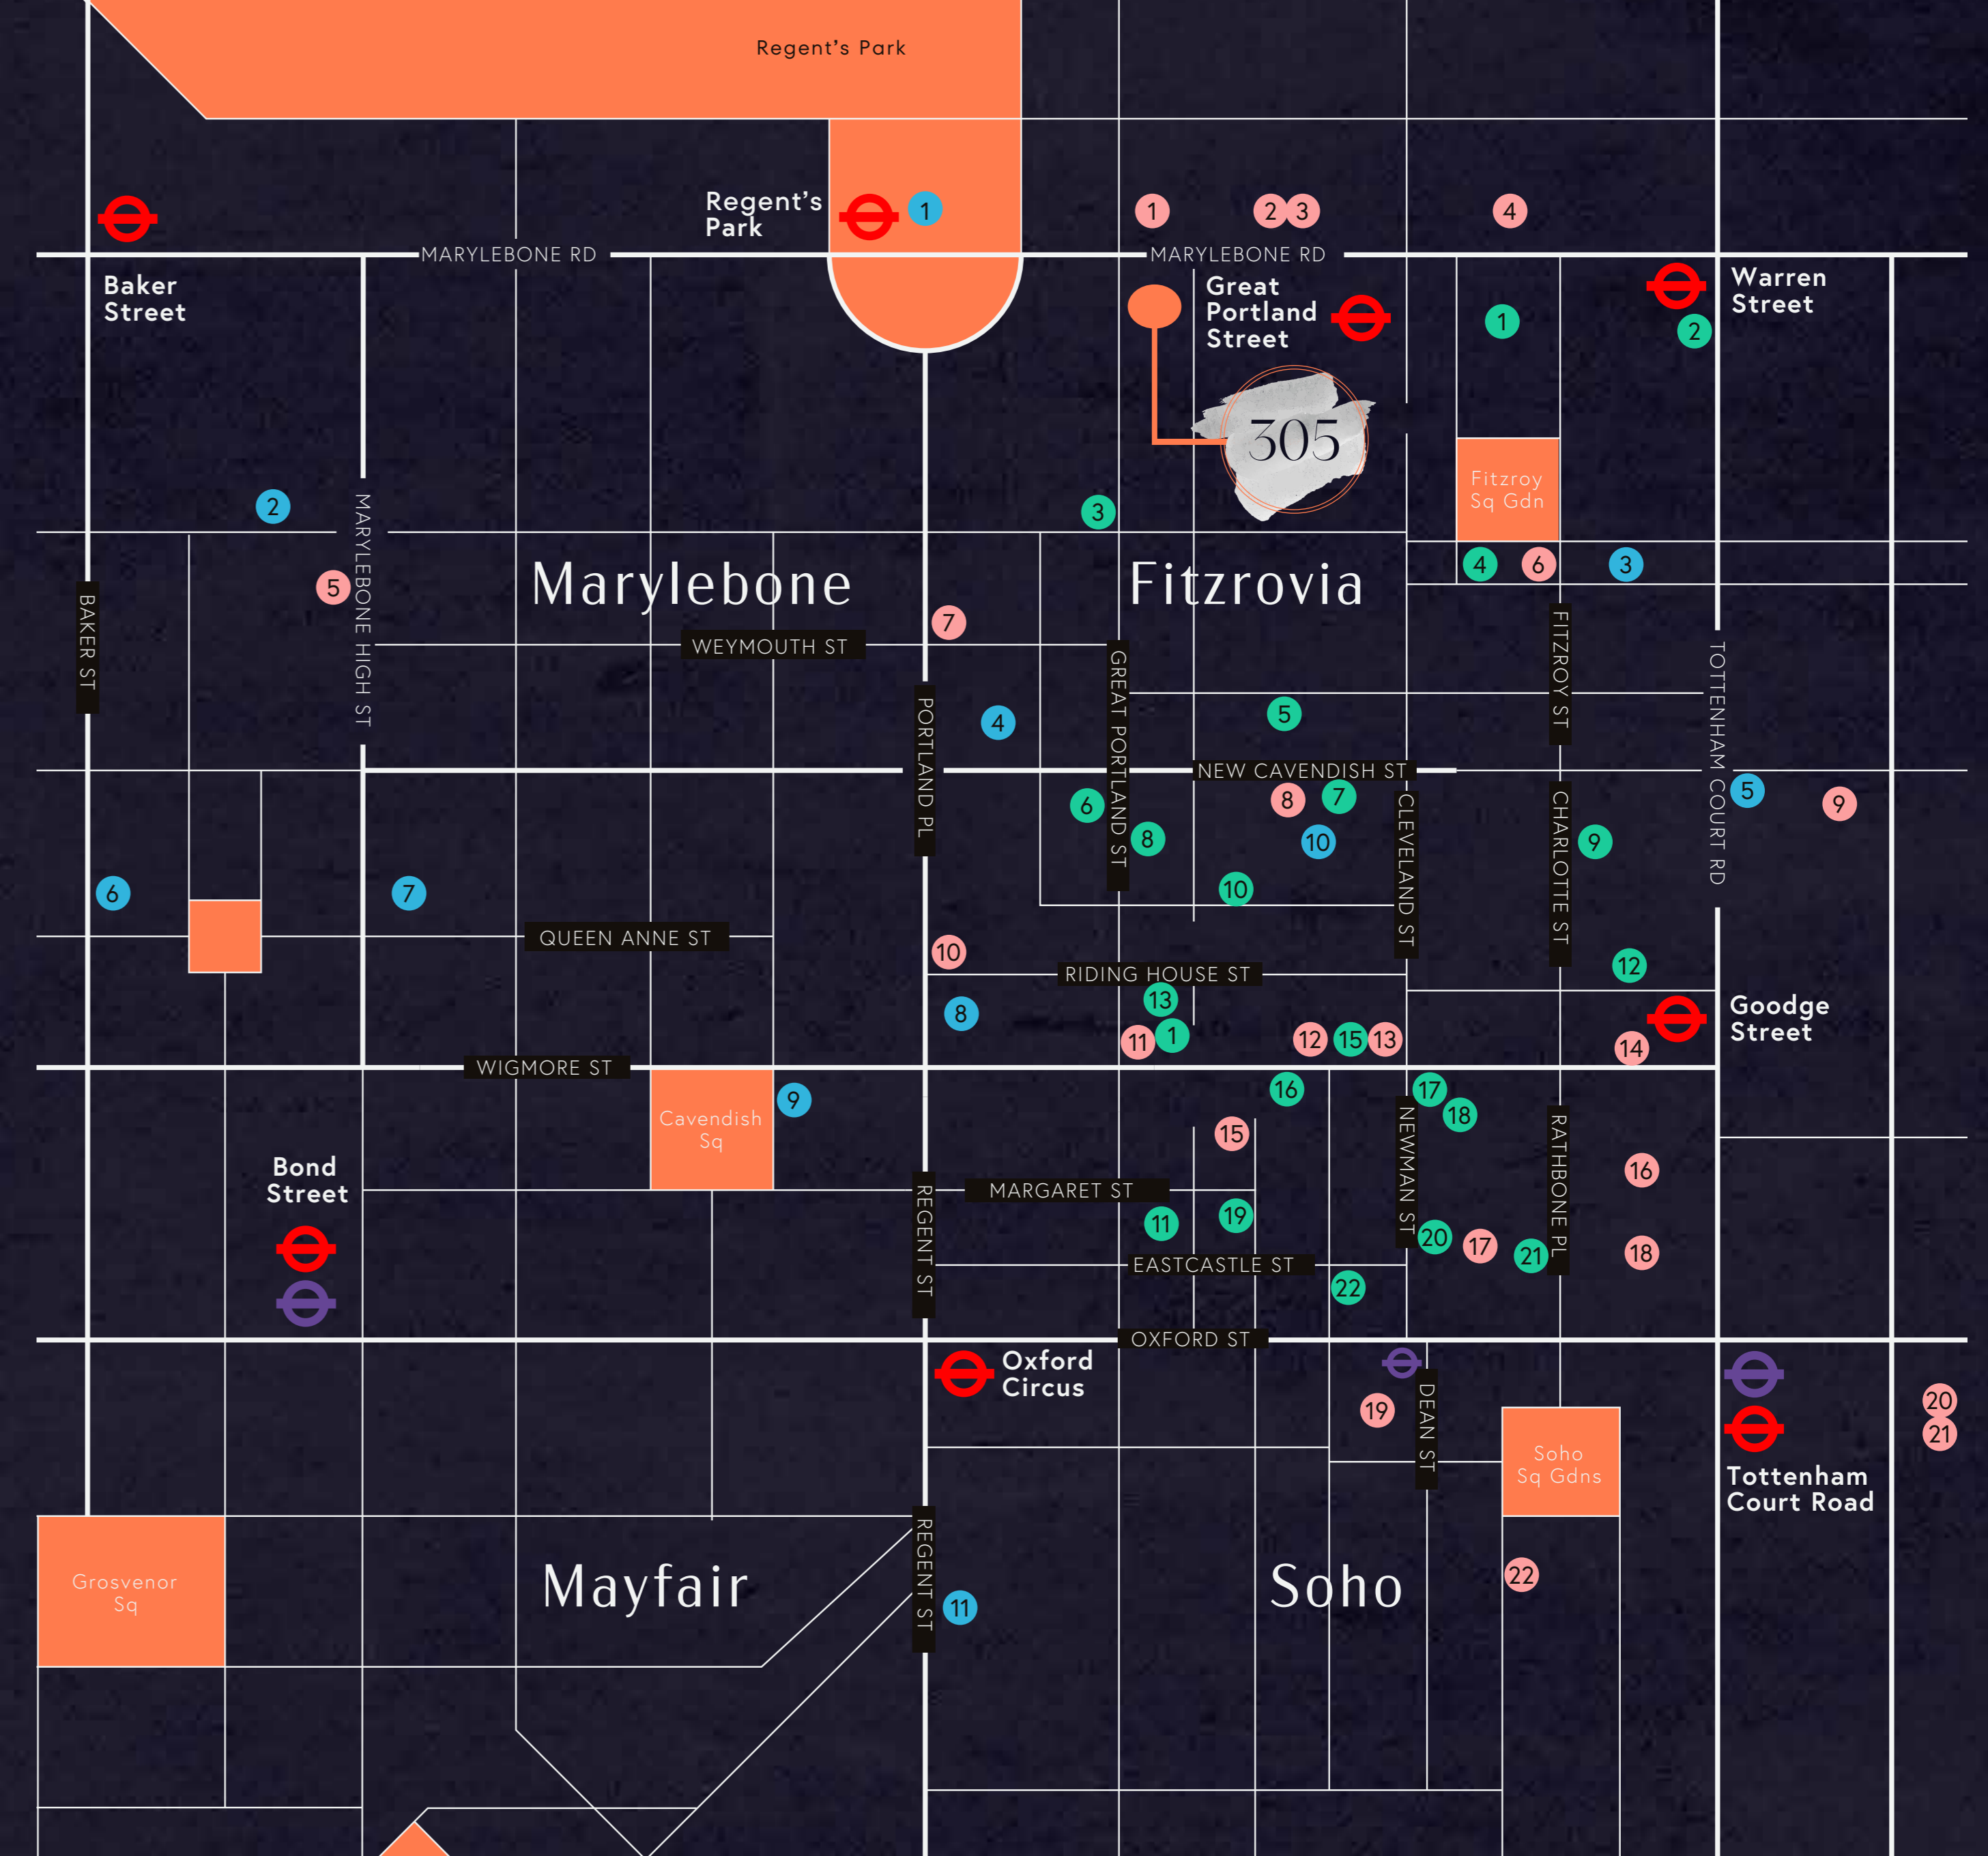 Regent's Park
Regent's
Park
1
1
2
3
4
MARYLEBONE RD
MARYLEBONE RD
Baker
Street
Great
Portland
Street
Warren
Street
1
2
305
Fitzroy
Sq Gdn
2
3
MARYLEBONE HIGH ST
5
Marylebone
Fitzrovia
4
6
3
BAKER ST
7
WEYMOUTH ST
FITZROY ST
GREAT PORTLAND ST
TOTTENHAM COURT RD
PORTLAND PL
4
5
NEW CAVENDISH ST
6
8
7
CLEVELAND ST
CHARLOTTE ST
5
9
8
10
9
6
7
10
QUEEN ANNE ST
10
12
RIDING HOUSE ST
13
8
11
1
12
15
13
14
Goodge
Street
WIGMORE ST
Cavendish
Sq
9
16
17
18
15
NEWMAN ST
RATHBONE PL
Bond
Street
16
MARGARET ST
REGENT ST
11
19
20
17
21
18
EASTCASTLE ST
22
OXFORD ST
Oxford
Circus
19
DEAN ST
20
21
Soho
Sq Gdns
Tottenham
Court Road
Grosvenor
Sq
Mayfair
REGENT ST
11
Soho
22